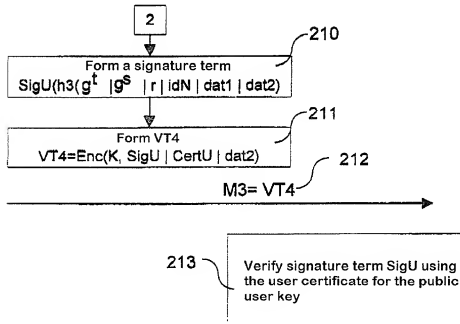 2
210
Form a signature term
SigU(h3(g^t |g^s | r | idN | dat1 | dat2)
211
Form VT4
VT4=Enc(K, SigU | CertU | dat2)
212
M3= VT4
213
Verify signature term SigU using
the user certificate for the public
user key